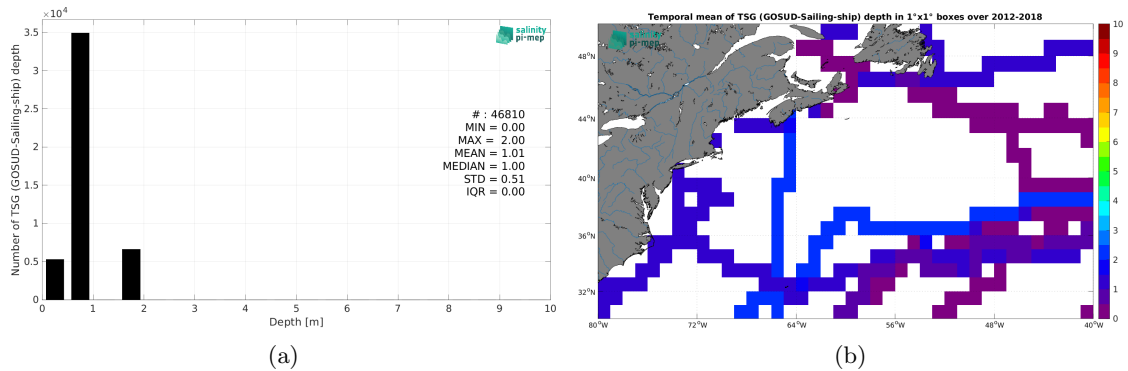 ×10⁴
3.5
3
2.5
2
1.5
1
0.5
0
Number of TSG (GOSUD-Sailing-ship) depth
salinity
pi-mep
# : 46810
MIN = 0.00
MAX = 2.00
MEAN = 1.01
MEDIAN = 1.00
STD = 0.51
IQR = 0.00
0 1 2 3 4 5 6 7 8 9 10
Depth [m]
(a)
Temporal mean of TSG (GOSUD-Sailing-ship) depth in 1°x1° boxes over 2012-2018
salinity
pi-mep
48°N
44°N
40°N
36°N
32°N
80°W 72°W 64°W 56°W 48°W 40°W
10
9
8
7
6
5
4
3
2
1
0
(b)